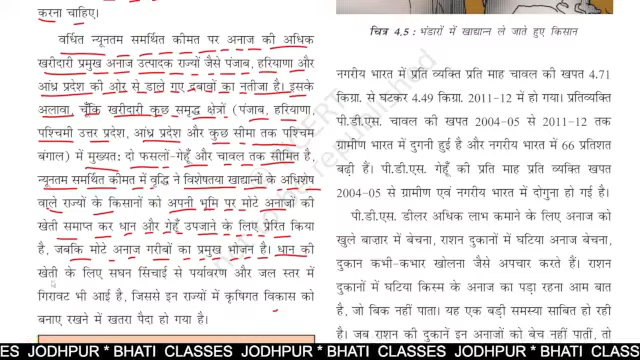 करना चाहिए।
वर्धित न्यूनतम समर्थित कीमत पर अनाज की अधिक
खरीदारी प्रमुख अनाज उत्पादक राज्यों जैसे पंजाब, हरियाणा और
आंध्र प्रदेश की ओर से डाले गए दबावों का नतीजा है। इसके
अलावा, चूँकि खरीदारी कुछ समृद्ध क्षेत्रों (पंजाब, हरियाणा,
पश्चिमी उत्तर प्रदेश, आंध्र प्रदेश और कुछ सीमा तक पश्चिम
बंगाल) में मुख्यतः दो फसलों-गेहूँ और चावल तक सीमित है,
न्यूनतम समर्थित कीमत में वृद्धि ने विशेषतया खाद्यान्नों के अधिशेष
वाले राज्यों के किसानों को अपनी भूमि पर मोटे अनाजों की
खेती समाप्त कर धान और गेहूँ उपजाने के लिए प्रेरित किया
है, जबकि मोटे अनाज गरीबों का प्रमुख भोजन है। धान की
खेती के लिए सघन सिंचाई से पर्यावरण और जल स्तर में
गिरावट भी आई है, जिससे इन राज्यों में कृषिगत विकास को
बनाए रखने में खतरा पैदा हो गया है।
चित्र 4.5 : भंडारों में खाद्यान्न ले जाते हुए किसान
नगरीय भारत में प्रति व्यक्ति प्रति माह चावल की खपत 4.71
किग्रा. से घटकर 4.49 किग्रा. 2011-12 में हो गया। प्रतिव्यक्ति
पी.डी.एस. चावल की खपत 2004-05 से 2011-12 तक
ग्रामीण भारत में दुगनी हुई है और नगरीय भारत में 66 प्रतिशत
बढ़ी हैं। पी.डी.एस. गेहूँ की प्रति माह प्रति व्यक्ति खपत
2004-05 से ग्रामीण एवं नगरीय भारत में दोगुना हो गई है।
पी.डी.एस. डीलर अधिक लाभ कमाने के लिए अनाज को
खुले बाज़ार में बेचना, राशन दुकानों में घटिया अनाज बेचना,
दुकान कभी-कभार खोलना जैसे अपचार करते हैं। राशन
दुकानों में घटिया किस्म के अनाज का पड़ा रहना आम बात
है, जो बिक नहीं पाता। यह एक बड़ी समस्या साबित हो रही
है। जब राशन की दुकानें इन अनाजों को बेच नहीं पातीं, तो
ES JODHPUR * BHATI CLASSES JODHPUR * BHATI CLASSES JODHPUR * BHATI CLASSES